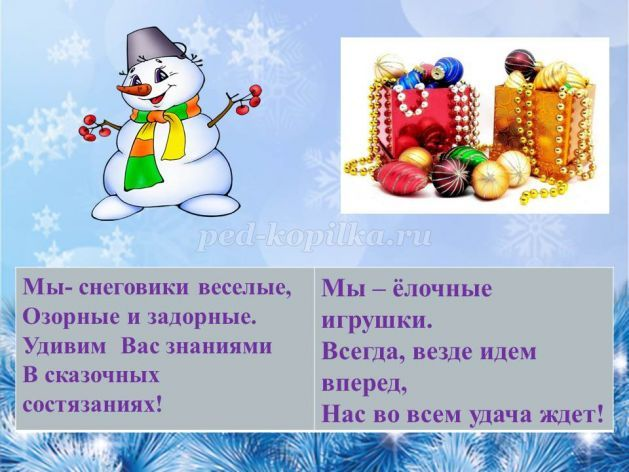 ped-kopilka.ru
Мы- снеговики веселые,
Озорные и задорные.
Удивим Вас знаниями
В сказочных
состязаниях!
Мы – ёлочные
игрушки.
Всегда, везде идем
вперед,
Нас во всем удача ждет!